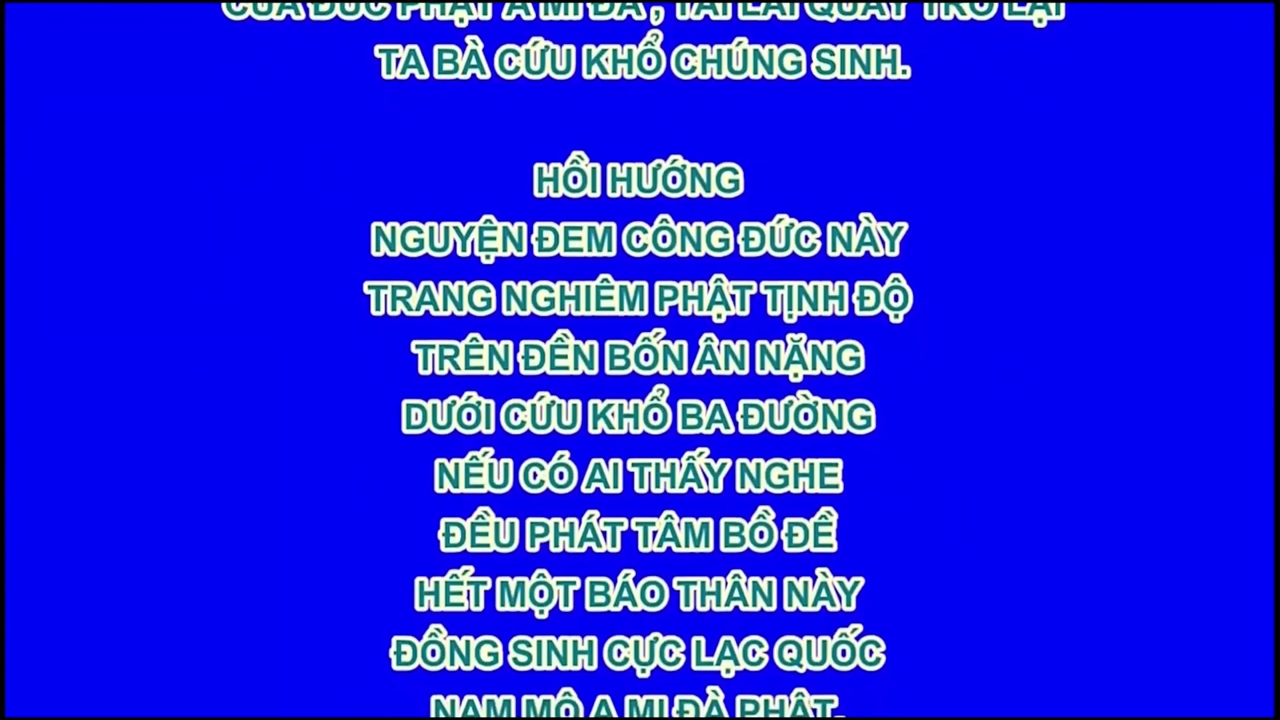 CỦA ĐỨC PHẬT A MI ĐÀ , TÁI LAI QUAY TRỞ LẠI
TA BÀ CỨU KHỔ CHÚNG SINH.
HỒI HƯỚNG
NGUYỆN ĐEM CÔNG ĐỨC NÀY
TRANG NGHIÊM PHẬT TỊNH ĐỘ
TRÊN ĐỀN BỐN ÂN NẶNG
DƯỚI CỨU KHỔ BA ĐƯỜNG
NẾU CÓ AI THẤY NGHE
ĐỀU PHÁT TÂM BỒ ĐỀ
HẾT MỘT BÁO THÂN NÀY
ĐỒNG SINH CỰC LẠC QUỐC
NAM MÔ A MI ĐÀ PHẬT.